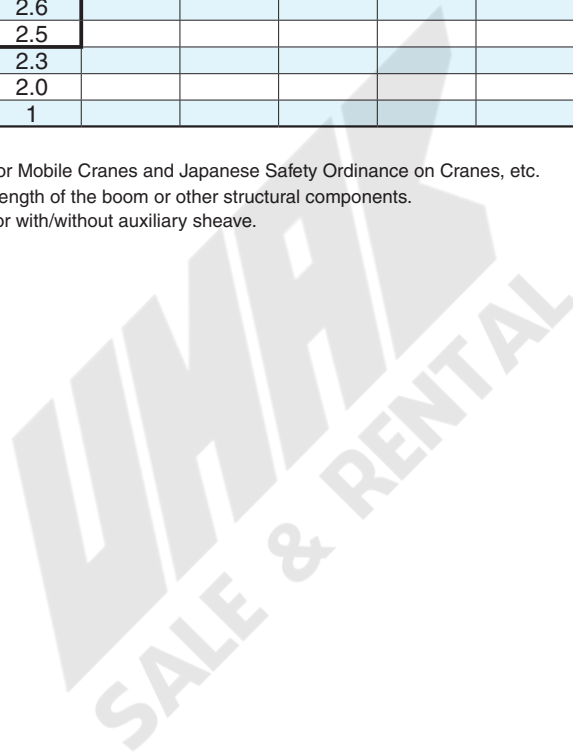 2.6
2.5
2.3
2.0
1
or Mobile Cranes and Japanese Safety Ordinance on Cranes, etc.
ength of the boom or other structural components.
or with/without auxiliary sheave.
UMAC
SALE & RENTAL